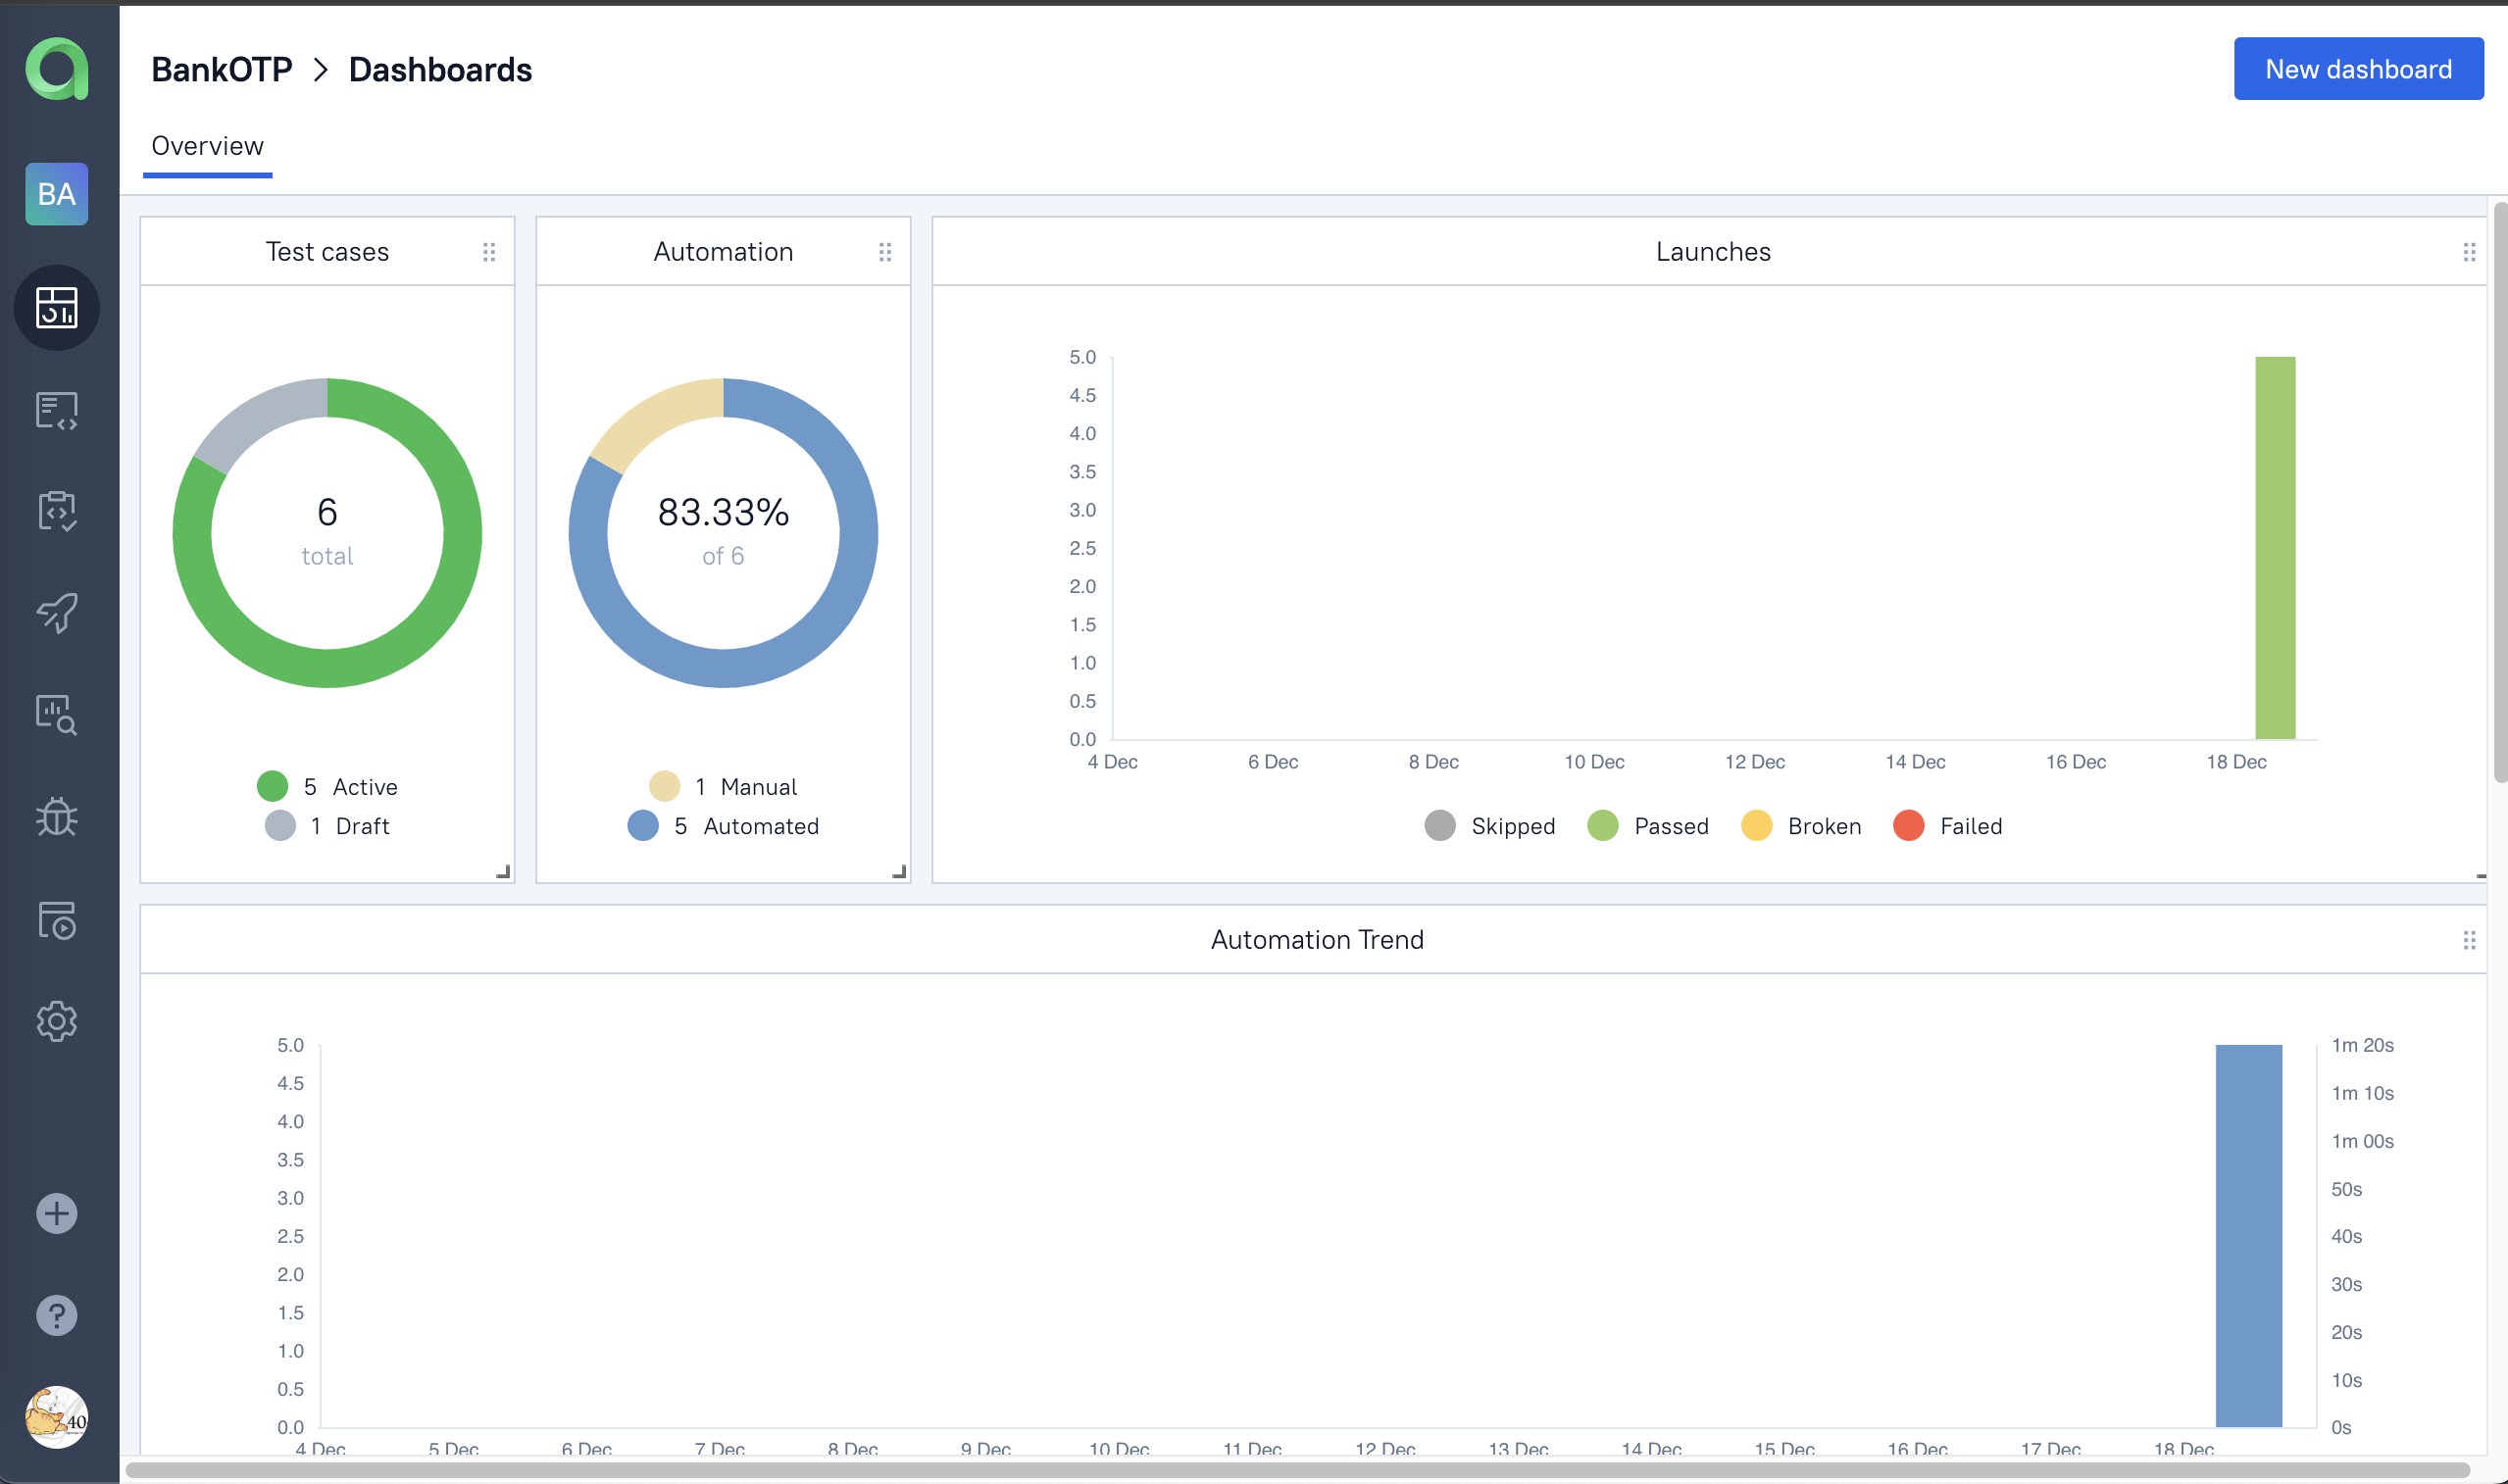 BankOTP > Dashboards
New dashboard
Overview
BA
Test cases
6
total
5 Active
1 Draft
Automation
83.33%
of 6
1 Manual
5 Automated
Launches
5.0
4.5
4.0
3.5
3.0
2.5
2.0
1.5
1.0
0.5
0.0
4 Dec 6 Dec 8 Dec 10 Dec 12 Dec 14 Dec 16 Dec 18 Dec
Skipped Passed Broken Failed
Automation Trend
5.0
4.5
4.0
3.5
3.0
2.5
2.0
1.5
1.0
0.5
0.0
1m 20s
1m 10s
1m 00s
50s
40s
30s
20s
10s
0s
4 Dec 5 Dec 6 Dec 7 Dec 8 Dec 9 Dec 10 Dec 11 Dec 12 Dec 13 Dec 14 Dec 15 Dec 16 Dec 17 Dec 18 Dec
40